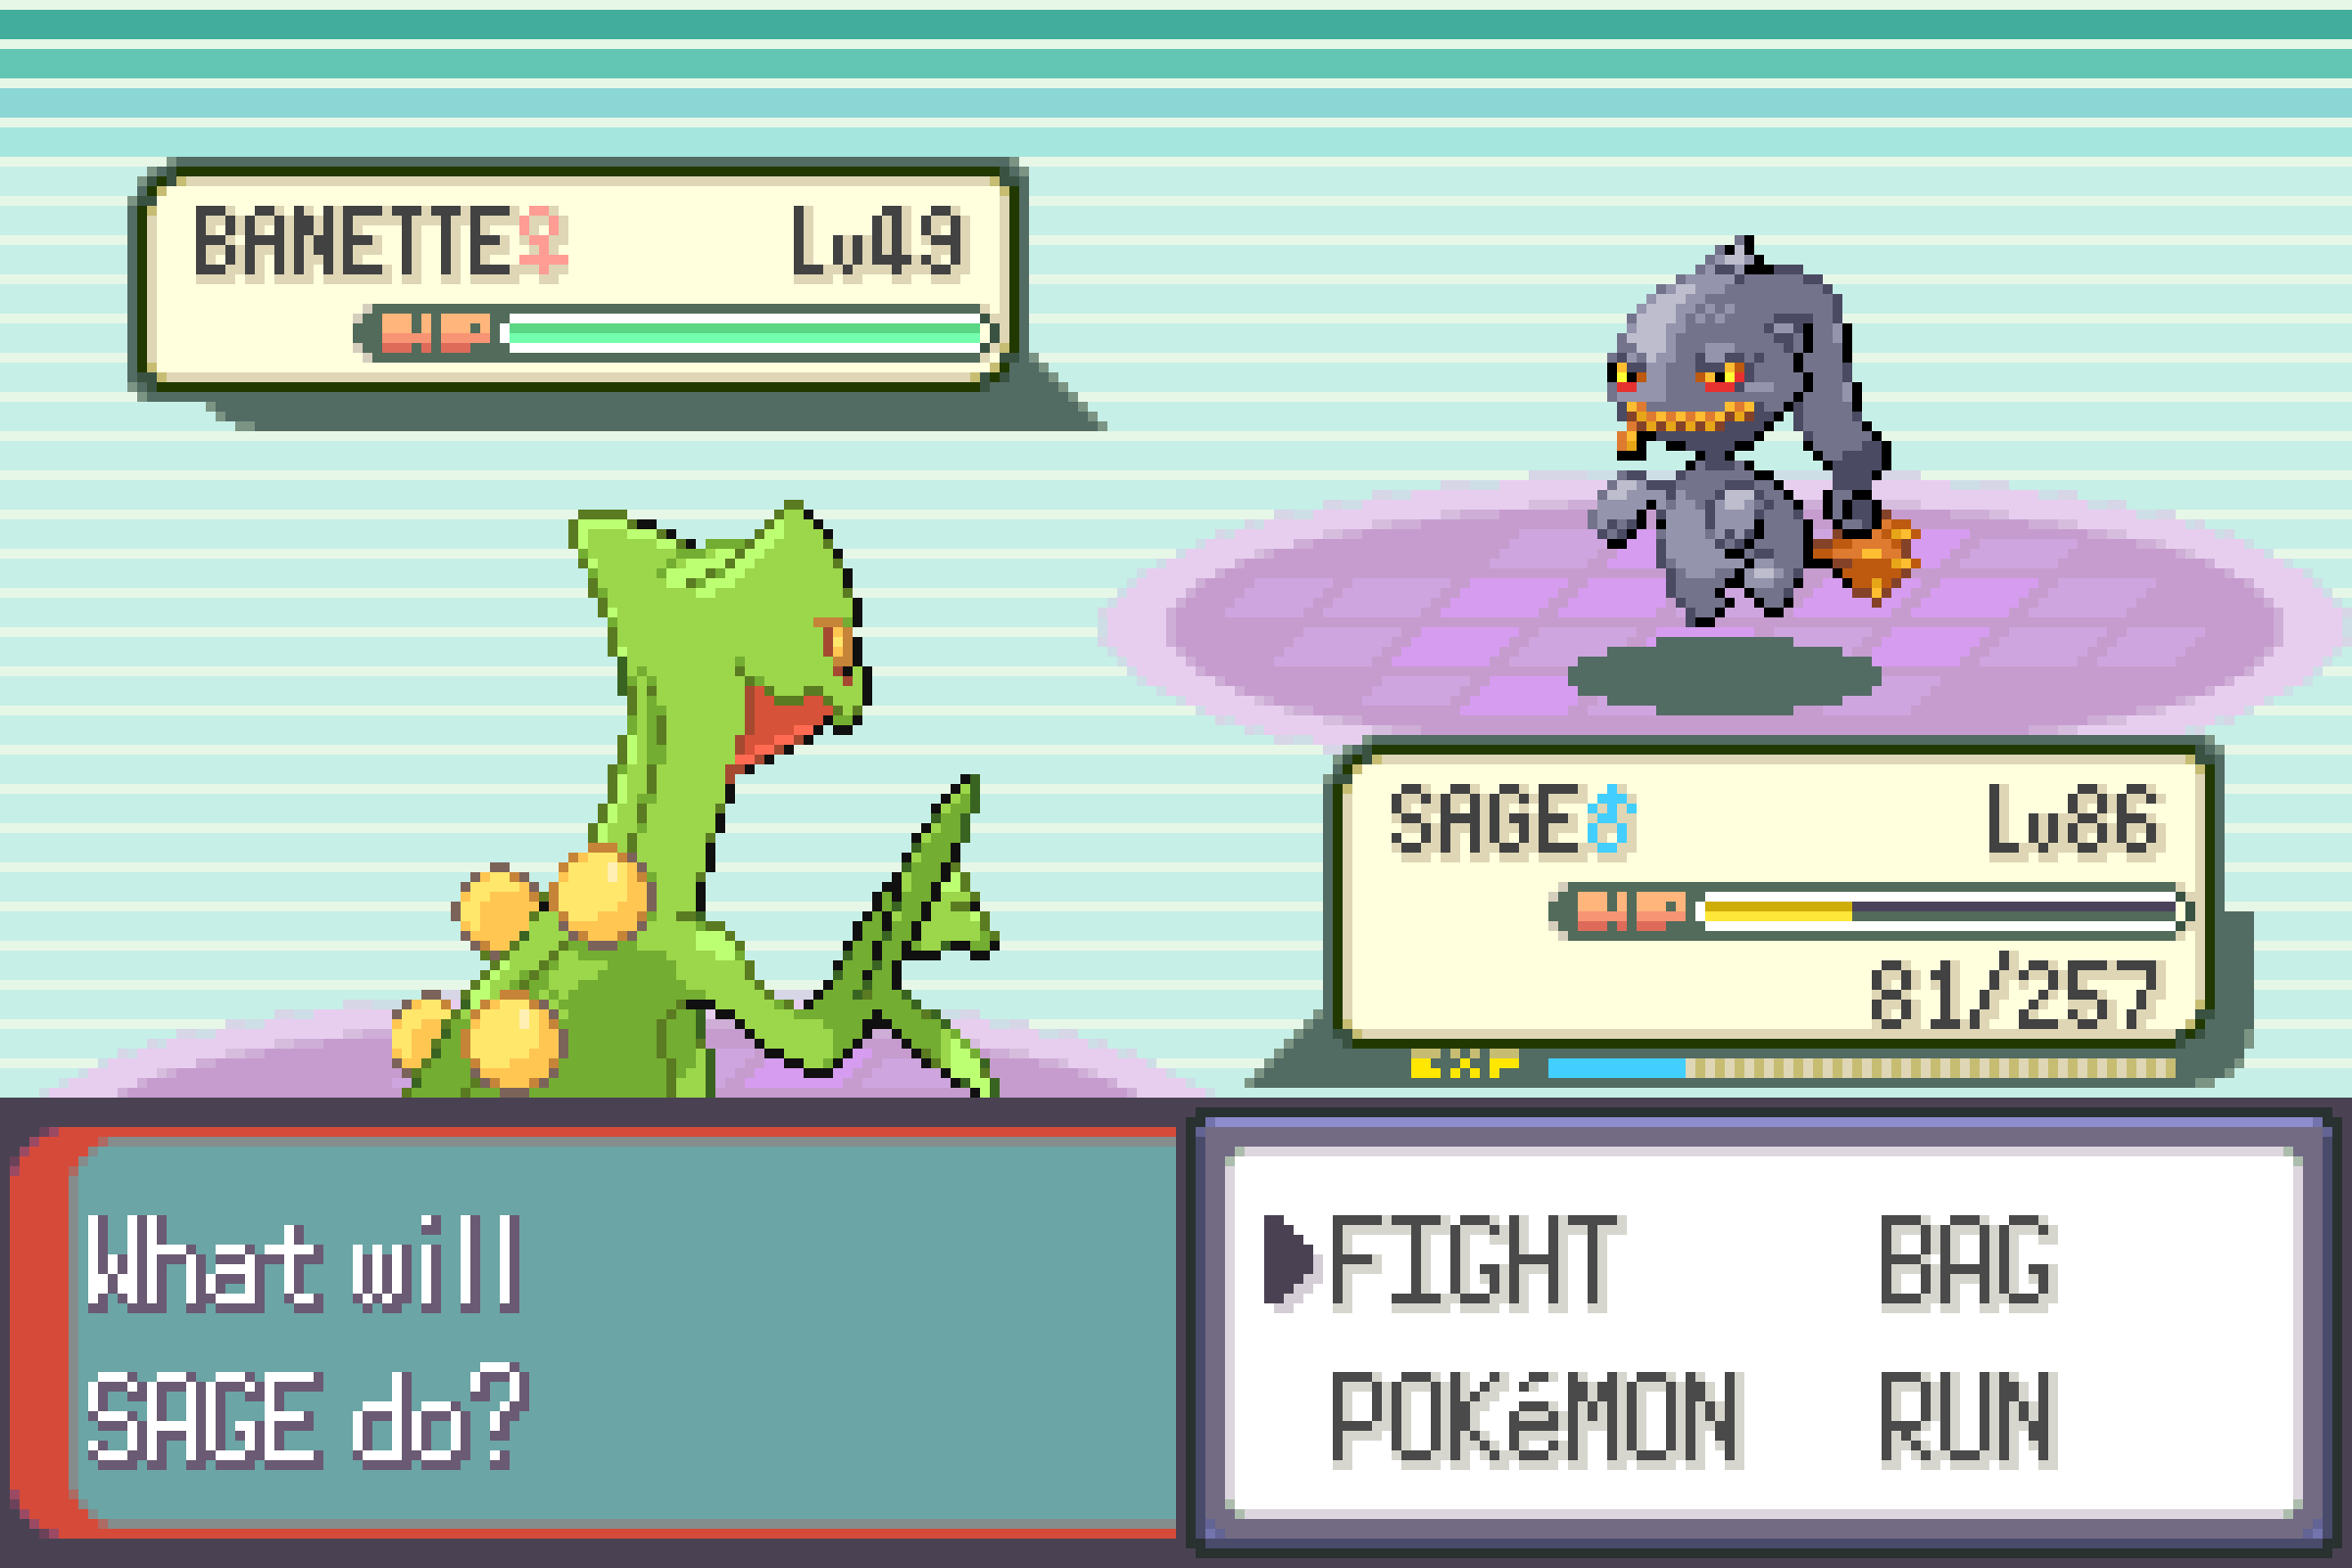 BANETTE♀ Lv49
HP
SAGE♂ Lv86
HP
81/257
EXP
What will
SAGE do?
FIGHT BAG
POKéMON RUN